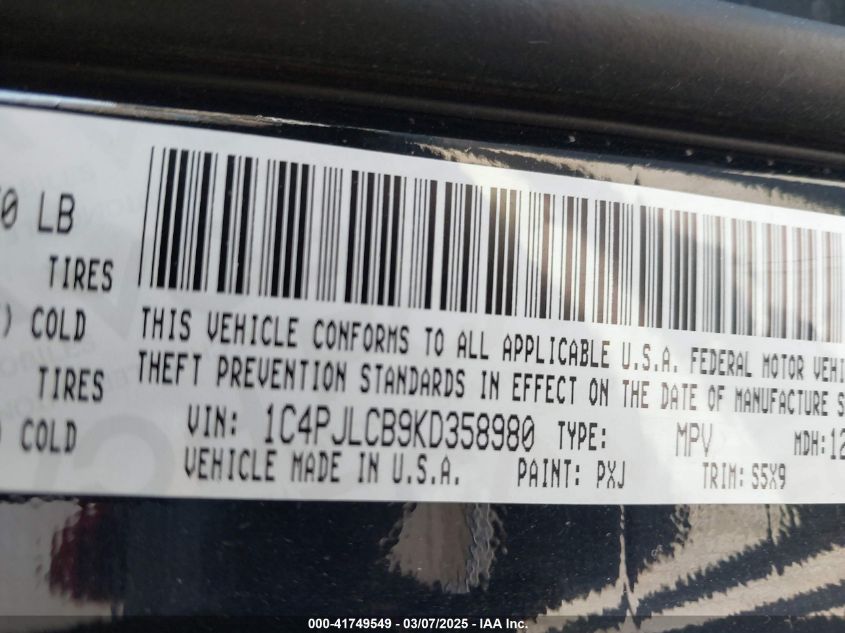 0 LB
TIRES
) COLD
TIRES
) COLD
THIS VEHICLE CONFORMS TO ALL APPLICABLE U.S.A. FEDERAL MOTOR VEHI
THEFT PREVENTION STANDARDS IN EFFECT ON THE DATE OF MANUFACTURE S
VIN: 1C4PJLCB9KD358980 TYPE: MPV MDH: 12
VEHICLE MADE IN U.S.A. PAINT: PXJ TRIM: S5X9
000-41749549 - 03/07/2025 - IAA Inc.